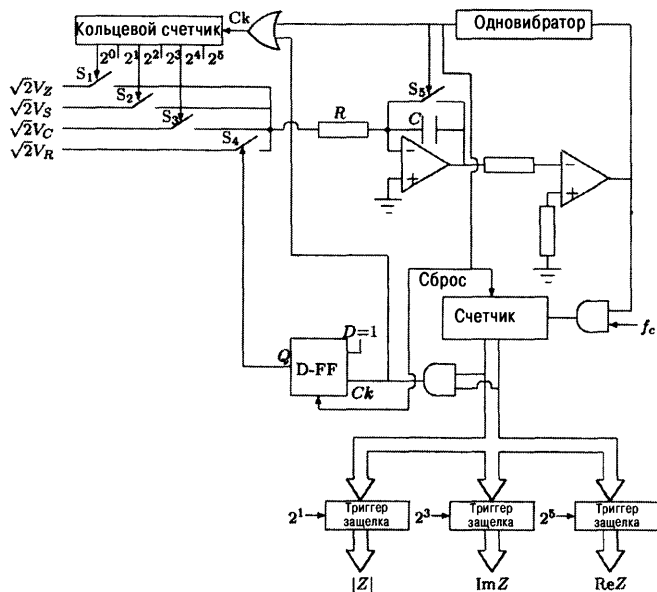 Кольцевой счетчик
Ck
Одновибратор
2⁰ 2¹ 2² 2³ 2⁴ 2⁵
S₁
√2V_Z
S₂
√2V_S
S₃
√2V_C
S₄
√2V_R
R
S₅
C
−
+
−
+
Сброс
Счетчик
f_c
D=1
Q
D-FF
Ck
2¹
Триггер
защелка
2³
Триггер
защелка
2⁵
Триггер
защелка
|Z|
ImZ
ReZ